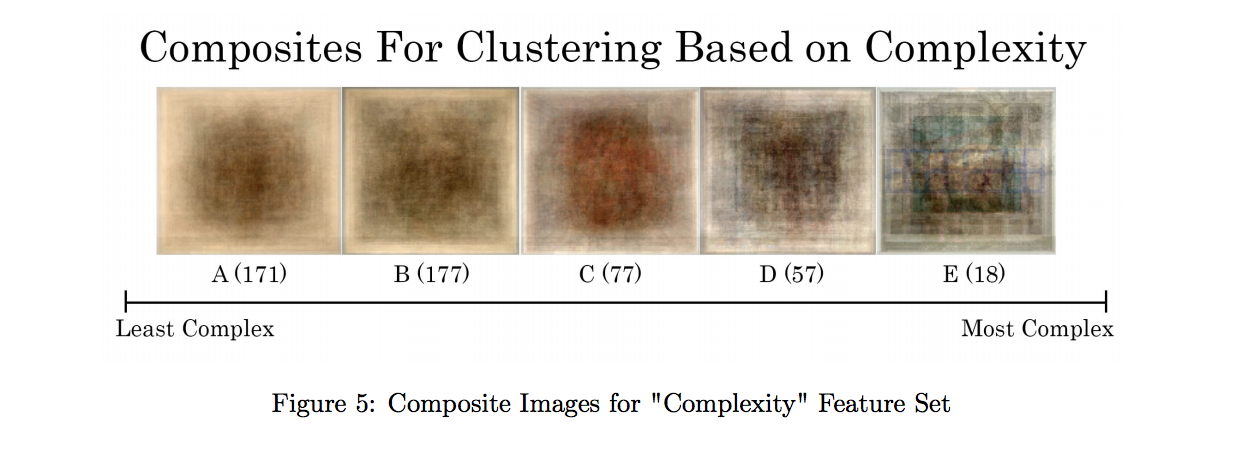 Composites For Clustering Based on Complexity
A (171) B (177) C (77) D (57) E (18)
Least Complex Most Complex
Figure 5: Composite Images for "Complexity" Feature Set